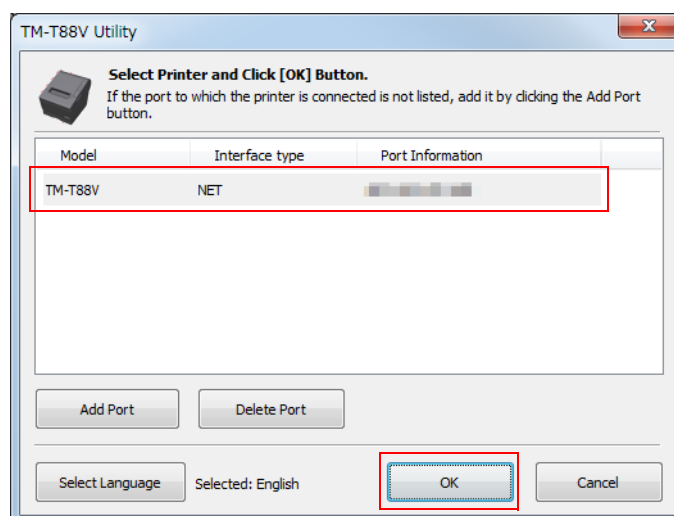 TM-T88V Utility
Select Printer and Click [OK] Button.
If the port to which the printer is connected is not listed, add it by clicking the Add Port
button.
Model Interface type Port Information
TM-T88V NET
Add Port Delete Port
Select Language Selected: English OK Cancel